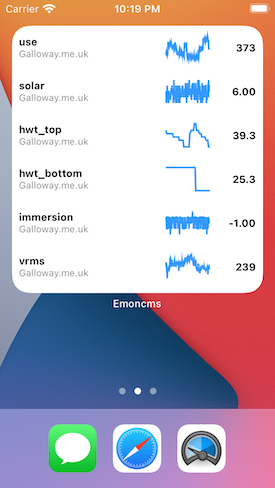 Carrier 10:19 PM
use 373
Galloway.me.uk
solar 6.00
Galloway.me.uk
hwt_top 39.3
Galloway.me.uk
hwt_bottom 25.3
Galloway.me.uk
immersion -1.00
Galloway.me.uk
vrms 239
Galloway.me.uk
Emoncms